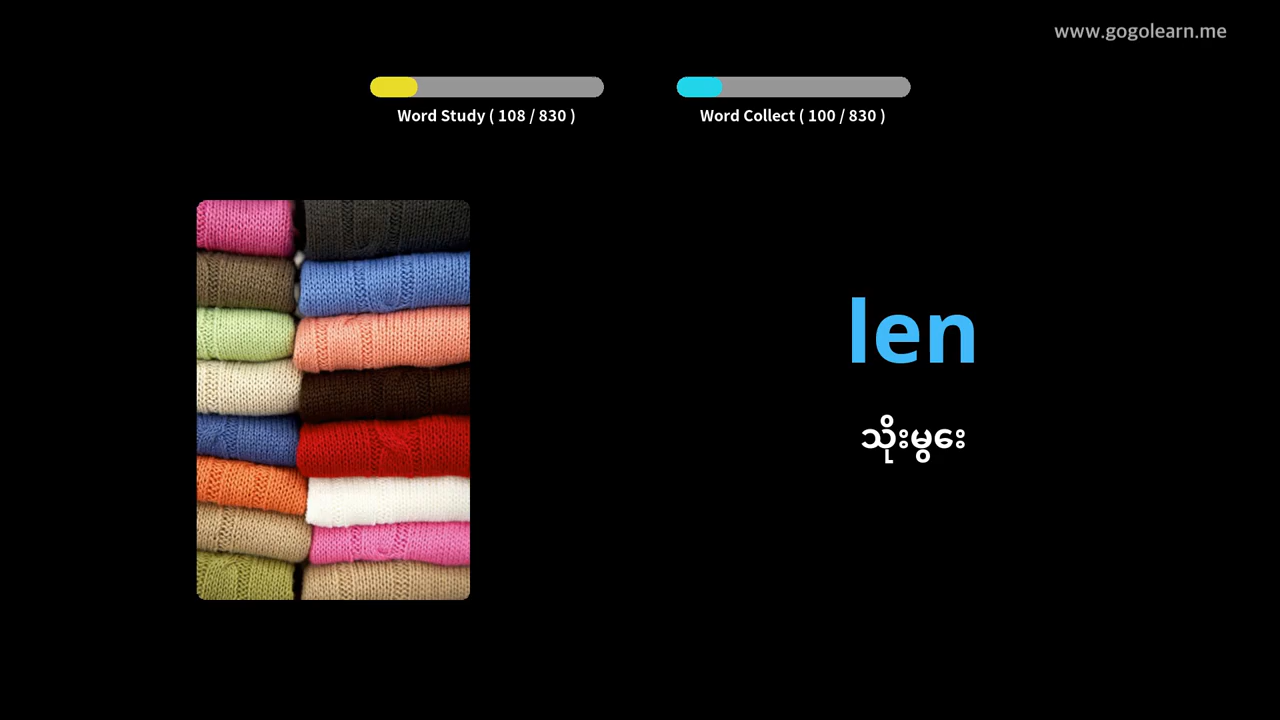 www.gogolearn.me
Word Study ( 108 / 830 )
Word Collect ( 100 / 830 )
len
သိုးမွေး